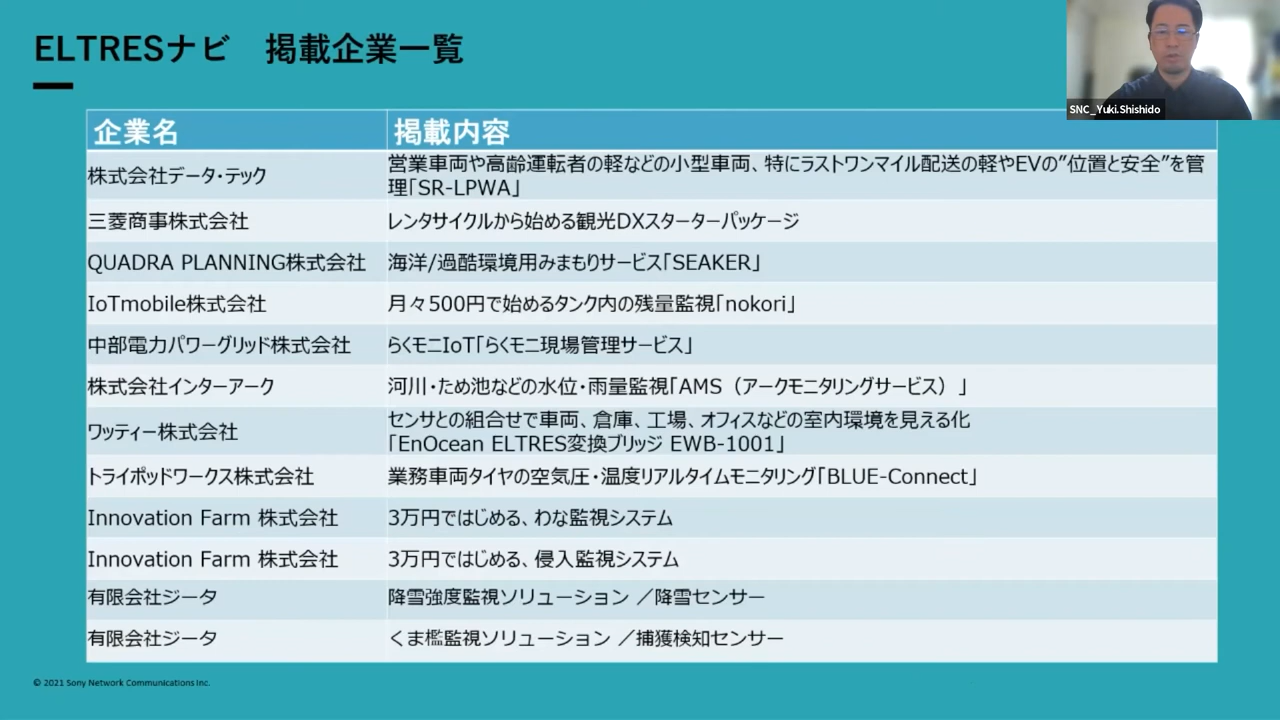 ELTRESナビ　掲載企業一覧
SNC_Yuki.Shishido
企業名
掲載内容
株式会社データ・テック
営業車両や高齢運転者の軽などの小型車両、特にラストワンマイル配送の軽やEVの”位置と安全”を管
理「SR-LPWA」
三菱商事株式会社
レンタサイクルから始める観光DXスターターパッケージ
QUADRA PLANNING株式会社
海洋/過酷環境用みまもりサービス「SEAKER」
IoTmobile株式会社
月々500円で始めるタンク内の残量監視「nokori」
中部電力パワーグリッド株式会社
らくモニIoT「らくモニ現場管理サービス」
株式会社インターアーク
河川・ため池などの水位・雨量監視「AMS（アークモニタリングサービス）」
ワッティー株式会社
センサとの組合せで車両、倉庫、工場、オフィスなどの室内環境を見える化
「EnOcean ELTRES変換ブリッジ EWB-1001」
トライポッドワークス株式会社
業務車両タイヤの空気圧・温度リアルタイムモニタリング「BLUE-Connect」
Innovation Farm 株式会社
3万円ではじめる、わな監視システム
Innovation Farm 株式会社
3万円ではじめる、侵入監視システム
有限会社ジータ
降雪強度監視ソリューション ／降雪センサー
有限会社ジータ
くま檻監視ソリューション ／捕獲検知センサー
© 2021 Sony Network Communications Inc.